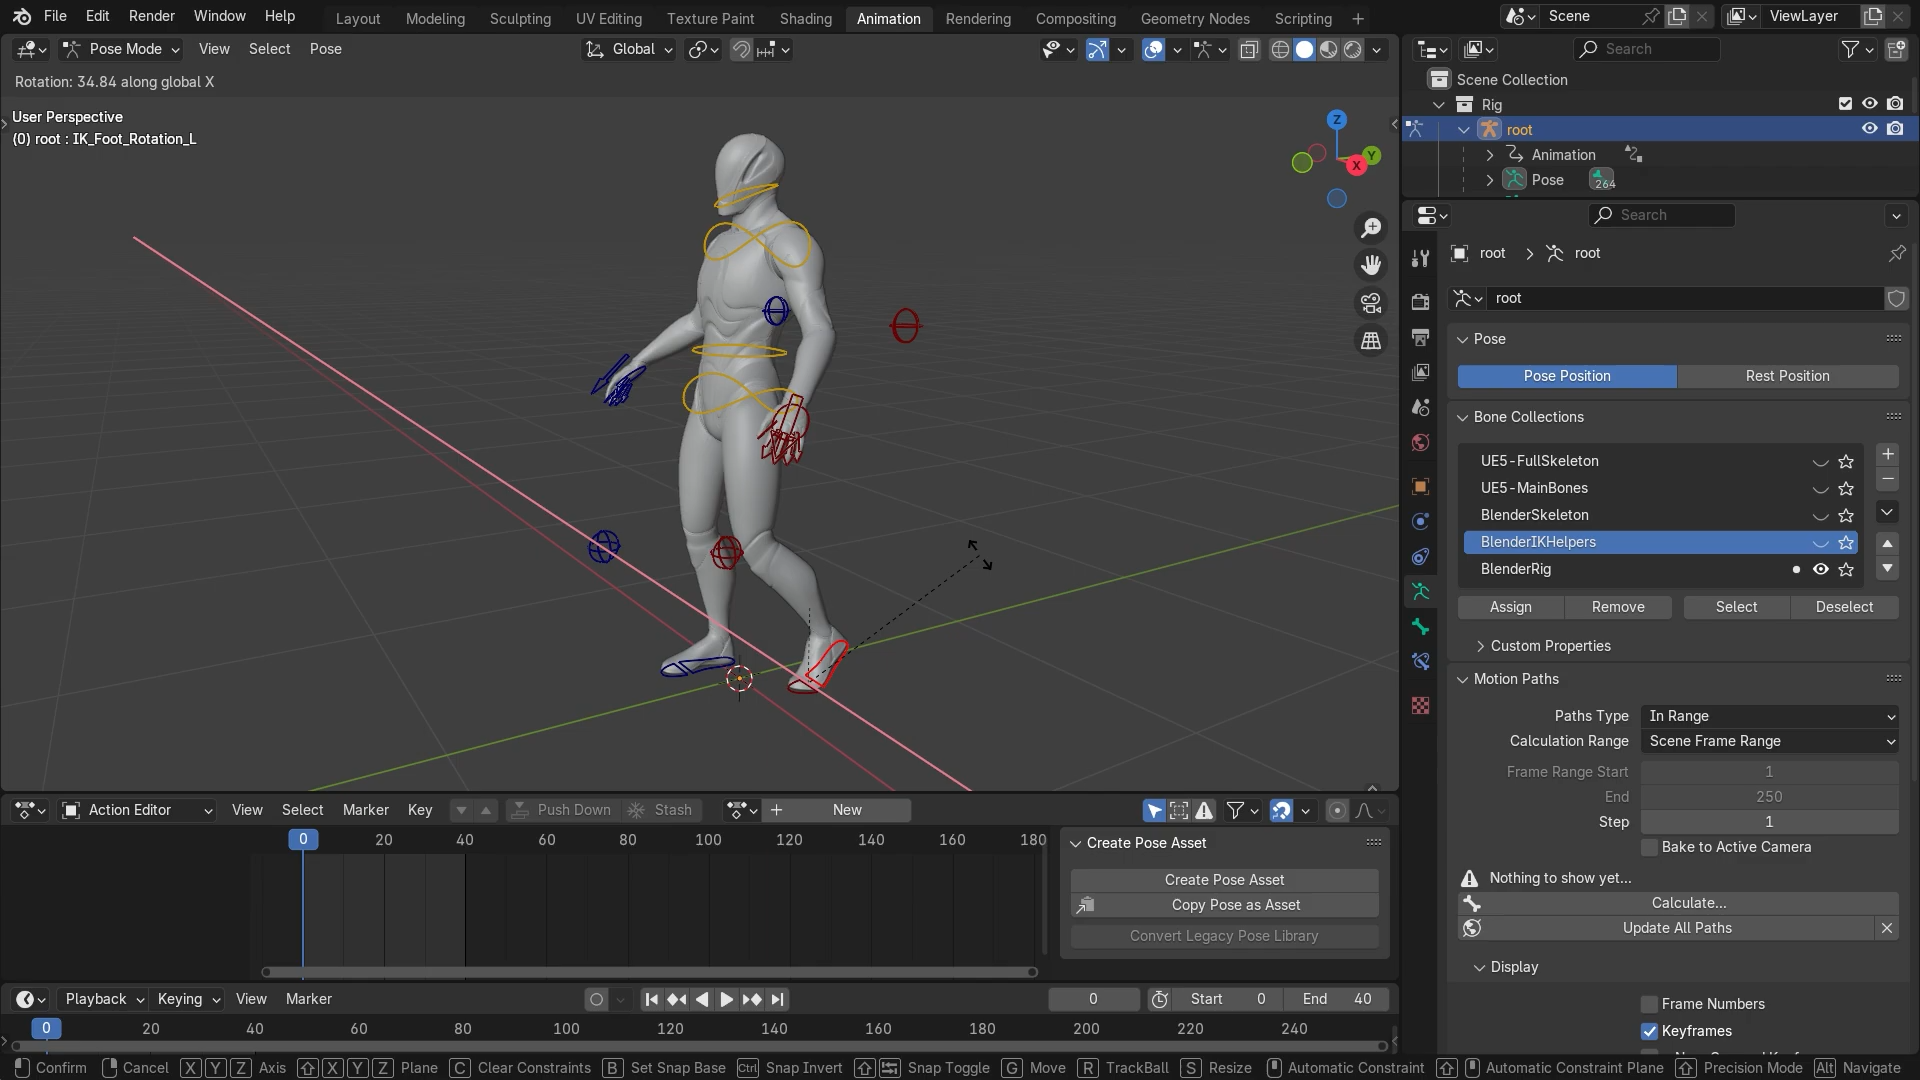 File Edit Render Window Help Layout Modeling Sculpting UV Editing Texture Paint Shading Animation Rendering Compositing Geometry Nodes Scripting + Scene ViewLayer
Pose Mode View Select Pose Global Search
Rotation: 34.84 along global X
User Perspective
(0) root : IK_Foot_Rotation_L
Z
Y
X
Scene Collection
Rig
root
Animation
Pose 264
Search
root > root
root
Pose
Pose Position Rest Position
Bone Collections
UE5-FullSkeleton
UE5-MainBones
BlenderSkeleton
BlenderIKHelpers
BlenderRig
Assign Remove Select Deselect
Custom Properties
Motion Paths
Paths Type In Range
Calculation Range Scene Frame Range
Frame Range Start 1
End 250
Step 1
Bake to Active Camera
Nothing to show yet...
Calculate...
Update All Paths
Display
Frame Numbers
Keyframes
Action Editor View Select Marker Key Push Down Stash + New
0 20 40 60 80 100 120 140 160 180
Create Pose Asset
Create Pose Asset
Copy Pose as Asset
Convert Legacy Pose Library
Playback Keying View Marker 0 Start 0 End 40
0 20 40 60 80 100 120 140 160 180 200 220 240
Confirm Cancel X Y Z Axis X Y Z Plane C Clear Constraints B Set Snap Base Ctrl Snap Invert Snap Toggle G Move R TrackBall S Resize Automatic Constraint Automatic Constraint Plane Precision Mode Alt Navigate